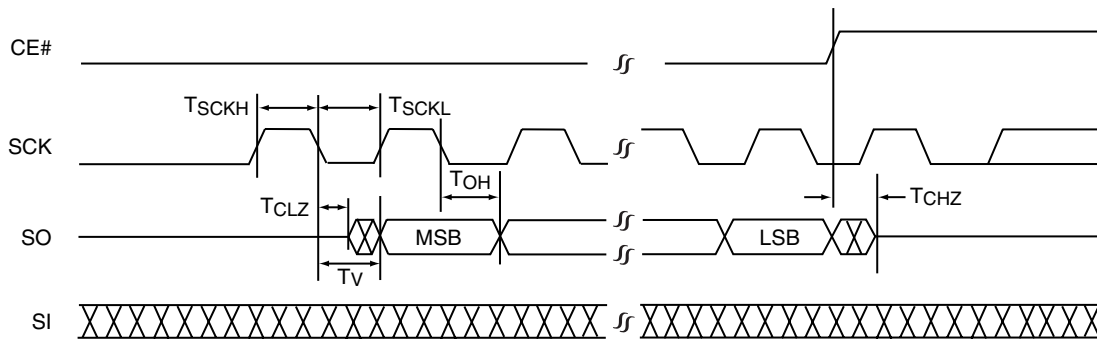 CE#
TSCKH
TSCKL
SCK
TOH
TCLZ
TCHZ
SO
MSB
LSB
TV
SI